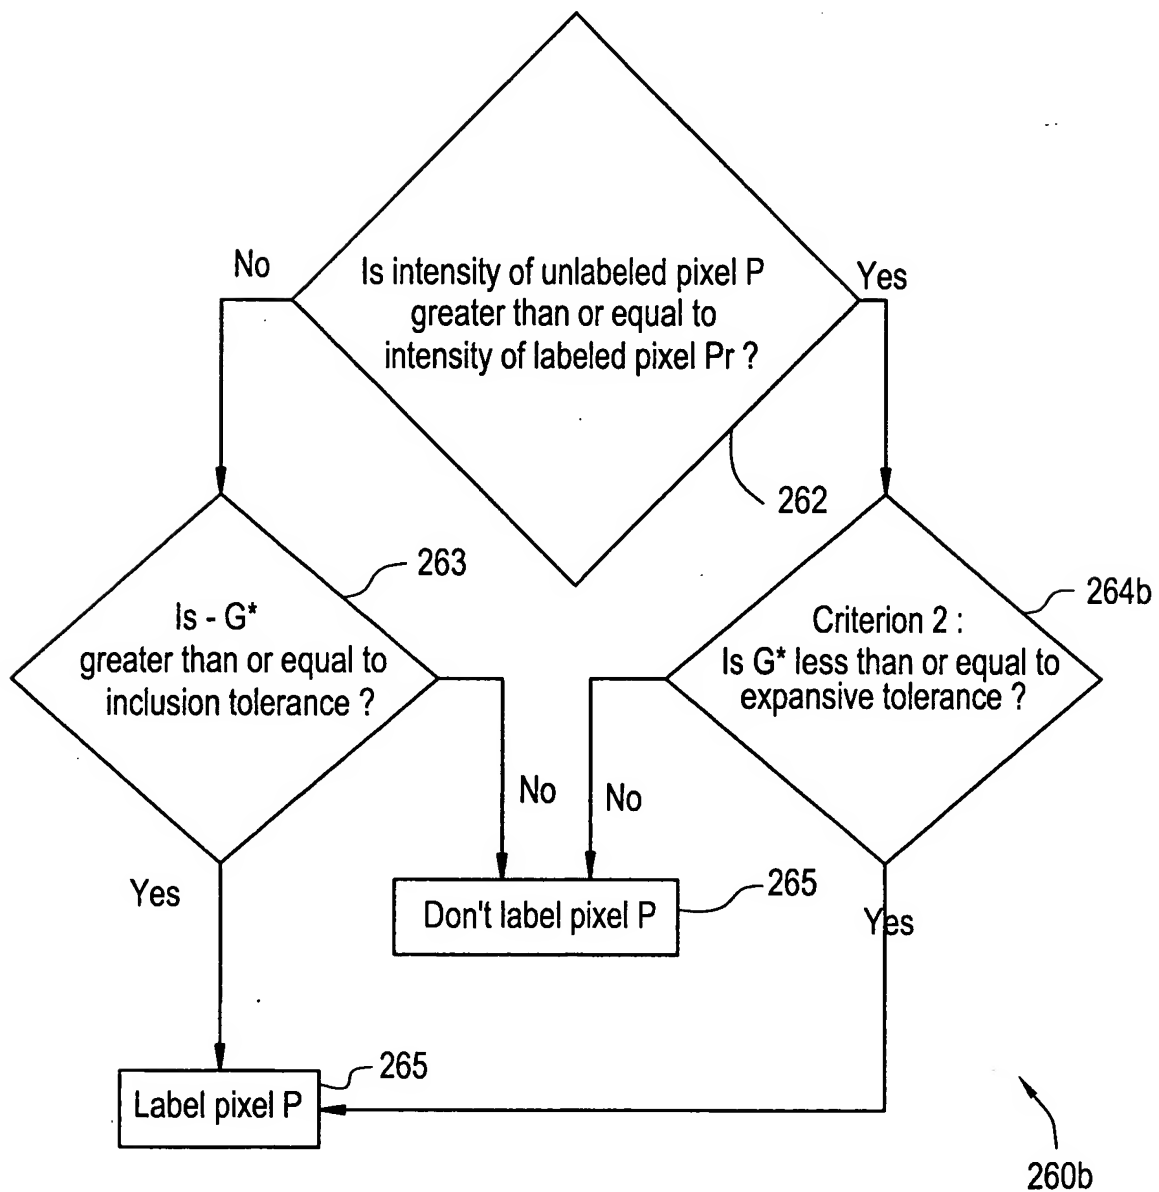 No
Is intensity of unlabeled pixel P
greater than or equal to
intensity of labeled pixel Pr ?
Yes
262
263
Is - G*
greater than or equal to
inclusion tolerance ?
264b
Criterion 2 :
Is G* less than or equal to
expansive tolerance ?
No
No
Yes
Don't label pixel P
265
Yes
Label pixel P
265
260b